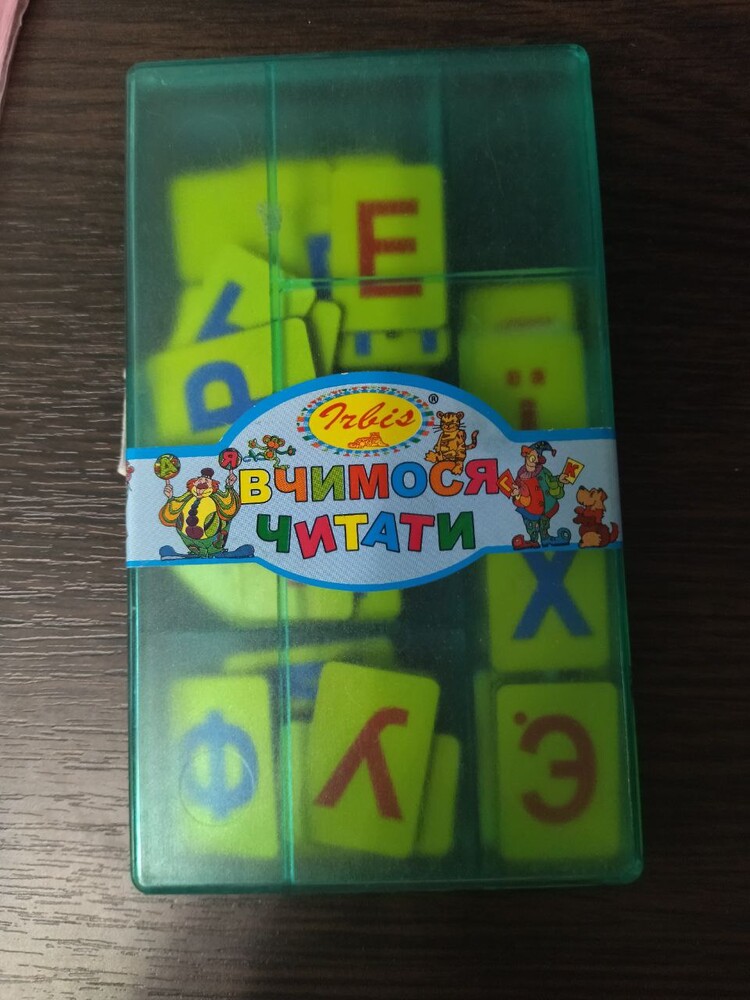 Е
Ї
Irbis®
А Я
ВЧИМОСЯ
К
ЧИТАТИ
Х
Ф У Є